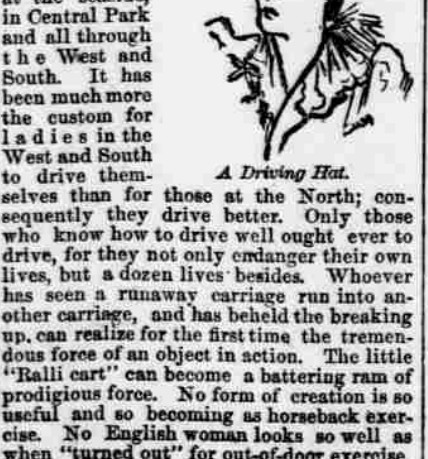 at the seaside,
in Central Park
and all through
the West and
South. It has
been much more
the custom for
ladies in the
West and South
to drive them-
A Driving Hat.
selves than for those at the North; con-
sequently they drive better. Only those
who know how to drive well ought ever to
drive, for they not only endanger their own
lives, but a dozen lives besides. Whoever
has seen a runaway carriage run into an-
other carriage, and has beheld the breaking
up, can realize for the first time the tremen-
dous force of an object in action. The little
"Ralli cart" can become a battering ram of
prodigious force. No form of creation is so
useful and so becoming as horseback exer-
cise. No English woman looks so well as
when "turned out" for out-of-door exercise,